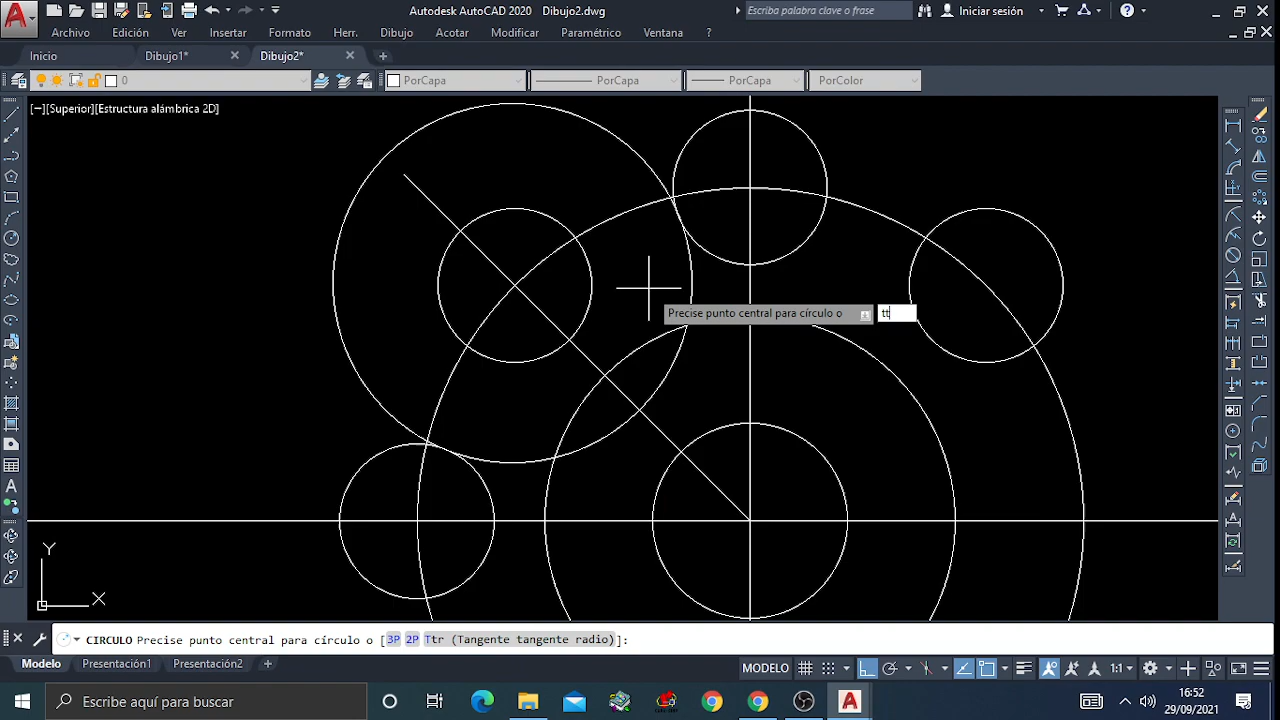 Autodesk AutoCAD 2020 Dibujo2.dwg
Escriba palabra clave o frase
Iniciar sesión
Archivo Edición Ver Insertar Formato Herr. Dibujo Acotar Modificar Paramétrico Ventana ?
Inicio Dibujo1* Dibujo2*
0 PorCapa PorCapa PorCapa PorColor
[−][Superior][Estructura alámbrica 2D]
Precise punto central para círculo o tt
Y
X
CIRCULO Precise punto central para círculo o [3P 2P Ttr (Tangente tangente radio)]:
Modelo Presentación1 Presentación2 +
MODELO 1:1
Escribe aquí para buscar
16:52
29/09/2021